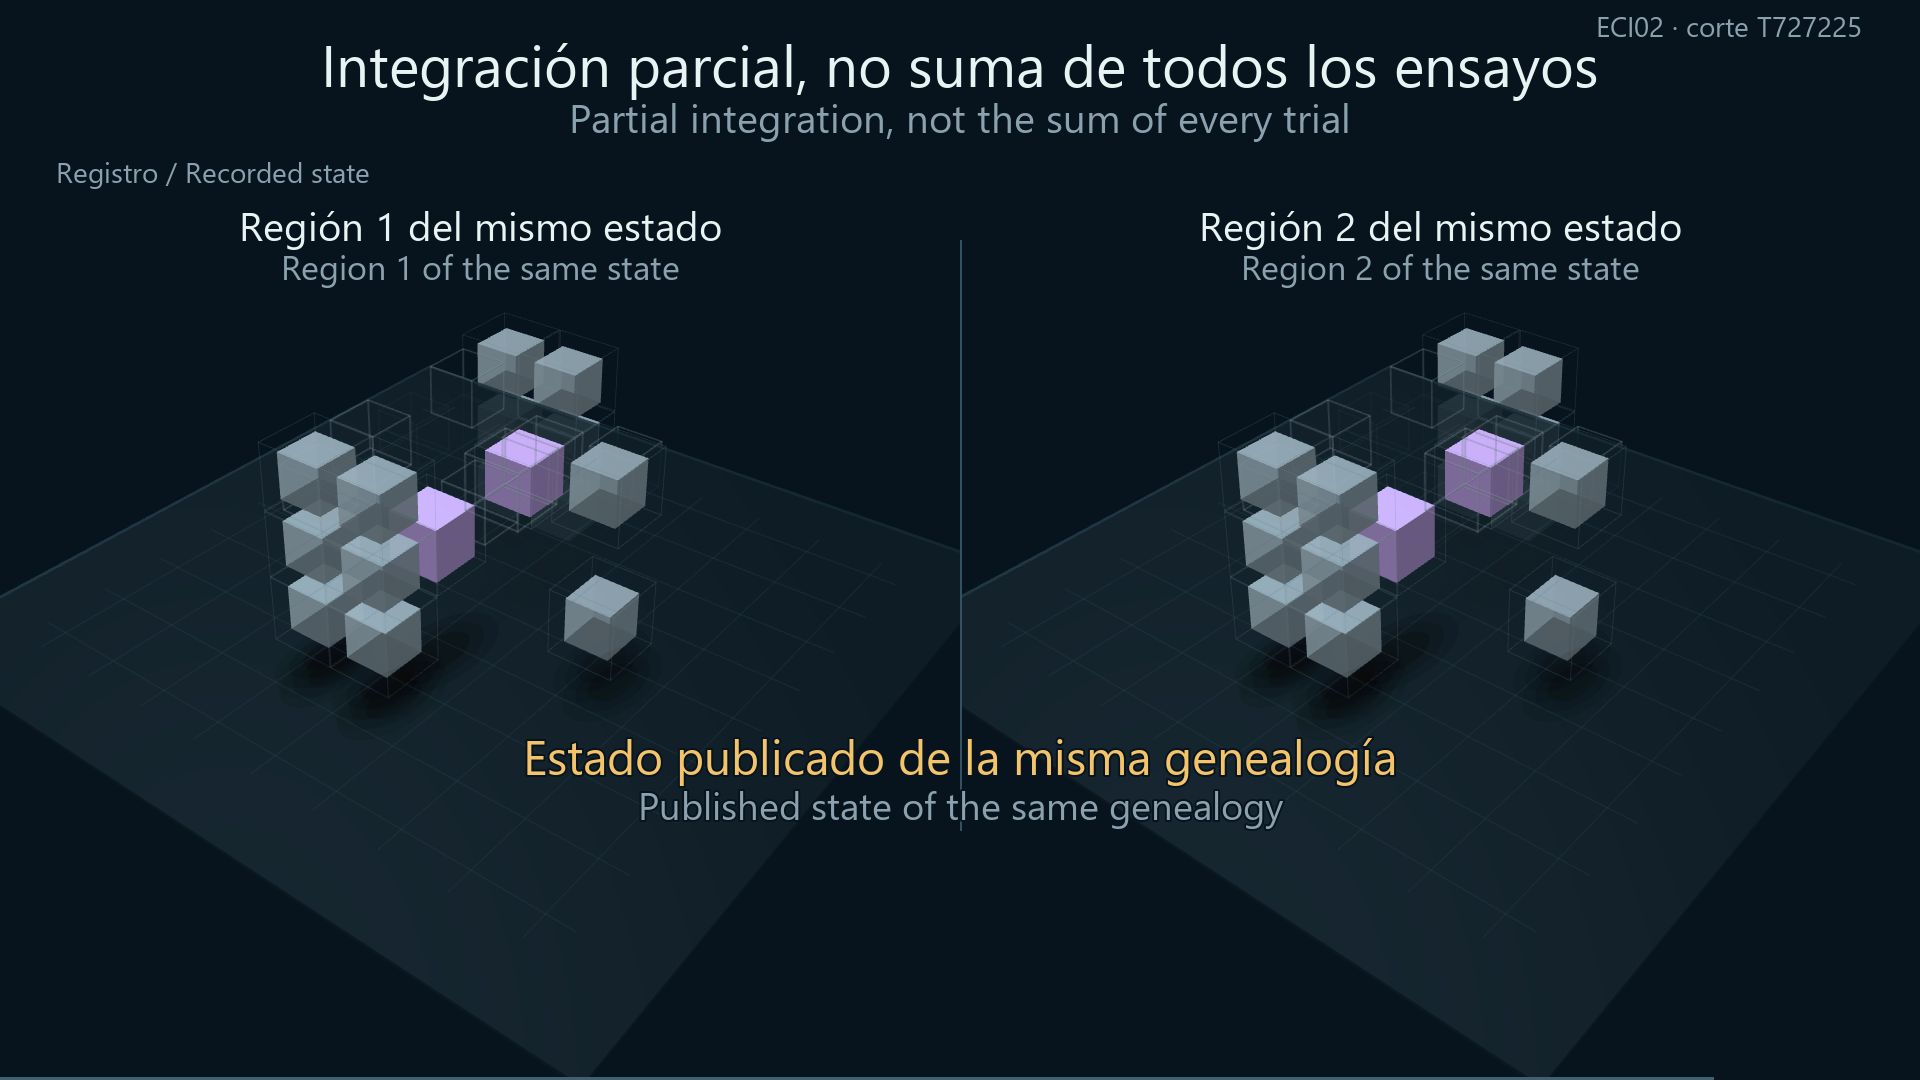 ECI02 · corte T727225
Integración parcial, no suma de todos los ensayos
Partial integration, not the sum of every trial
Registro / Recorded state
Región 1 del mismo estado
Region 1 of the same state
Región 2 del mismo estado
Region 2 of the same state
Estado publicado de la misma genealogía
Published state of the same genealogy